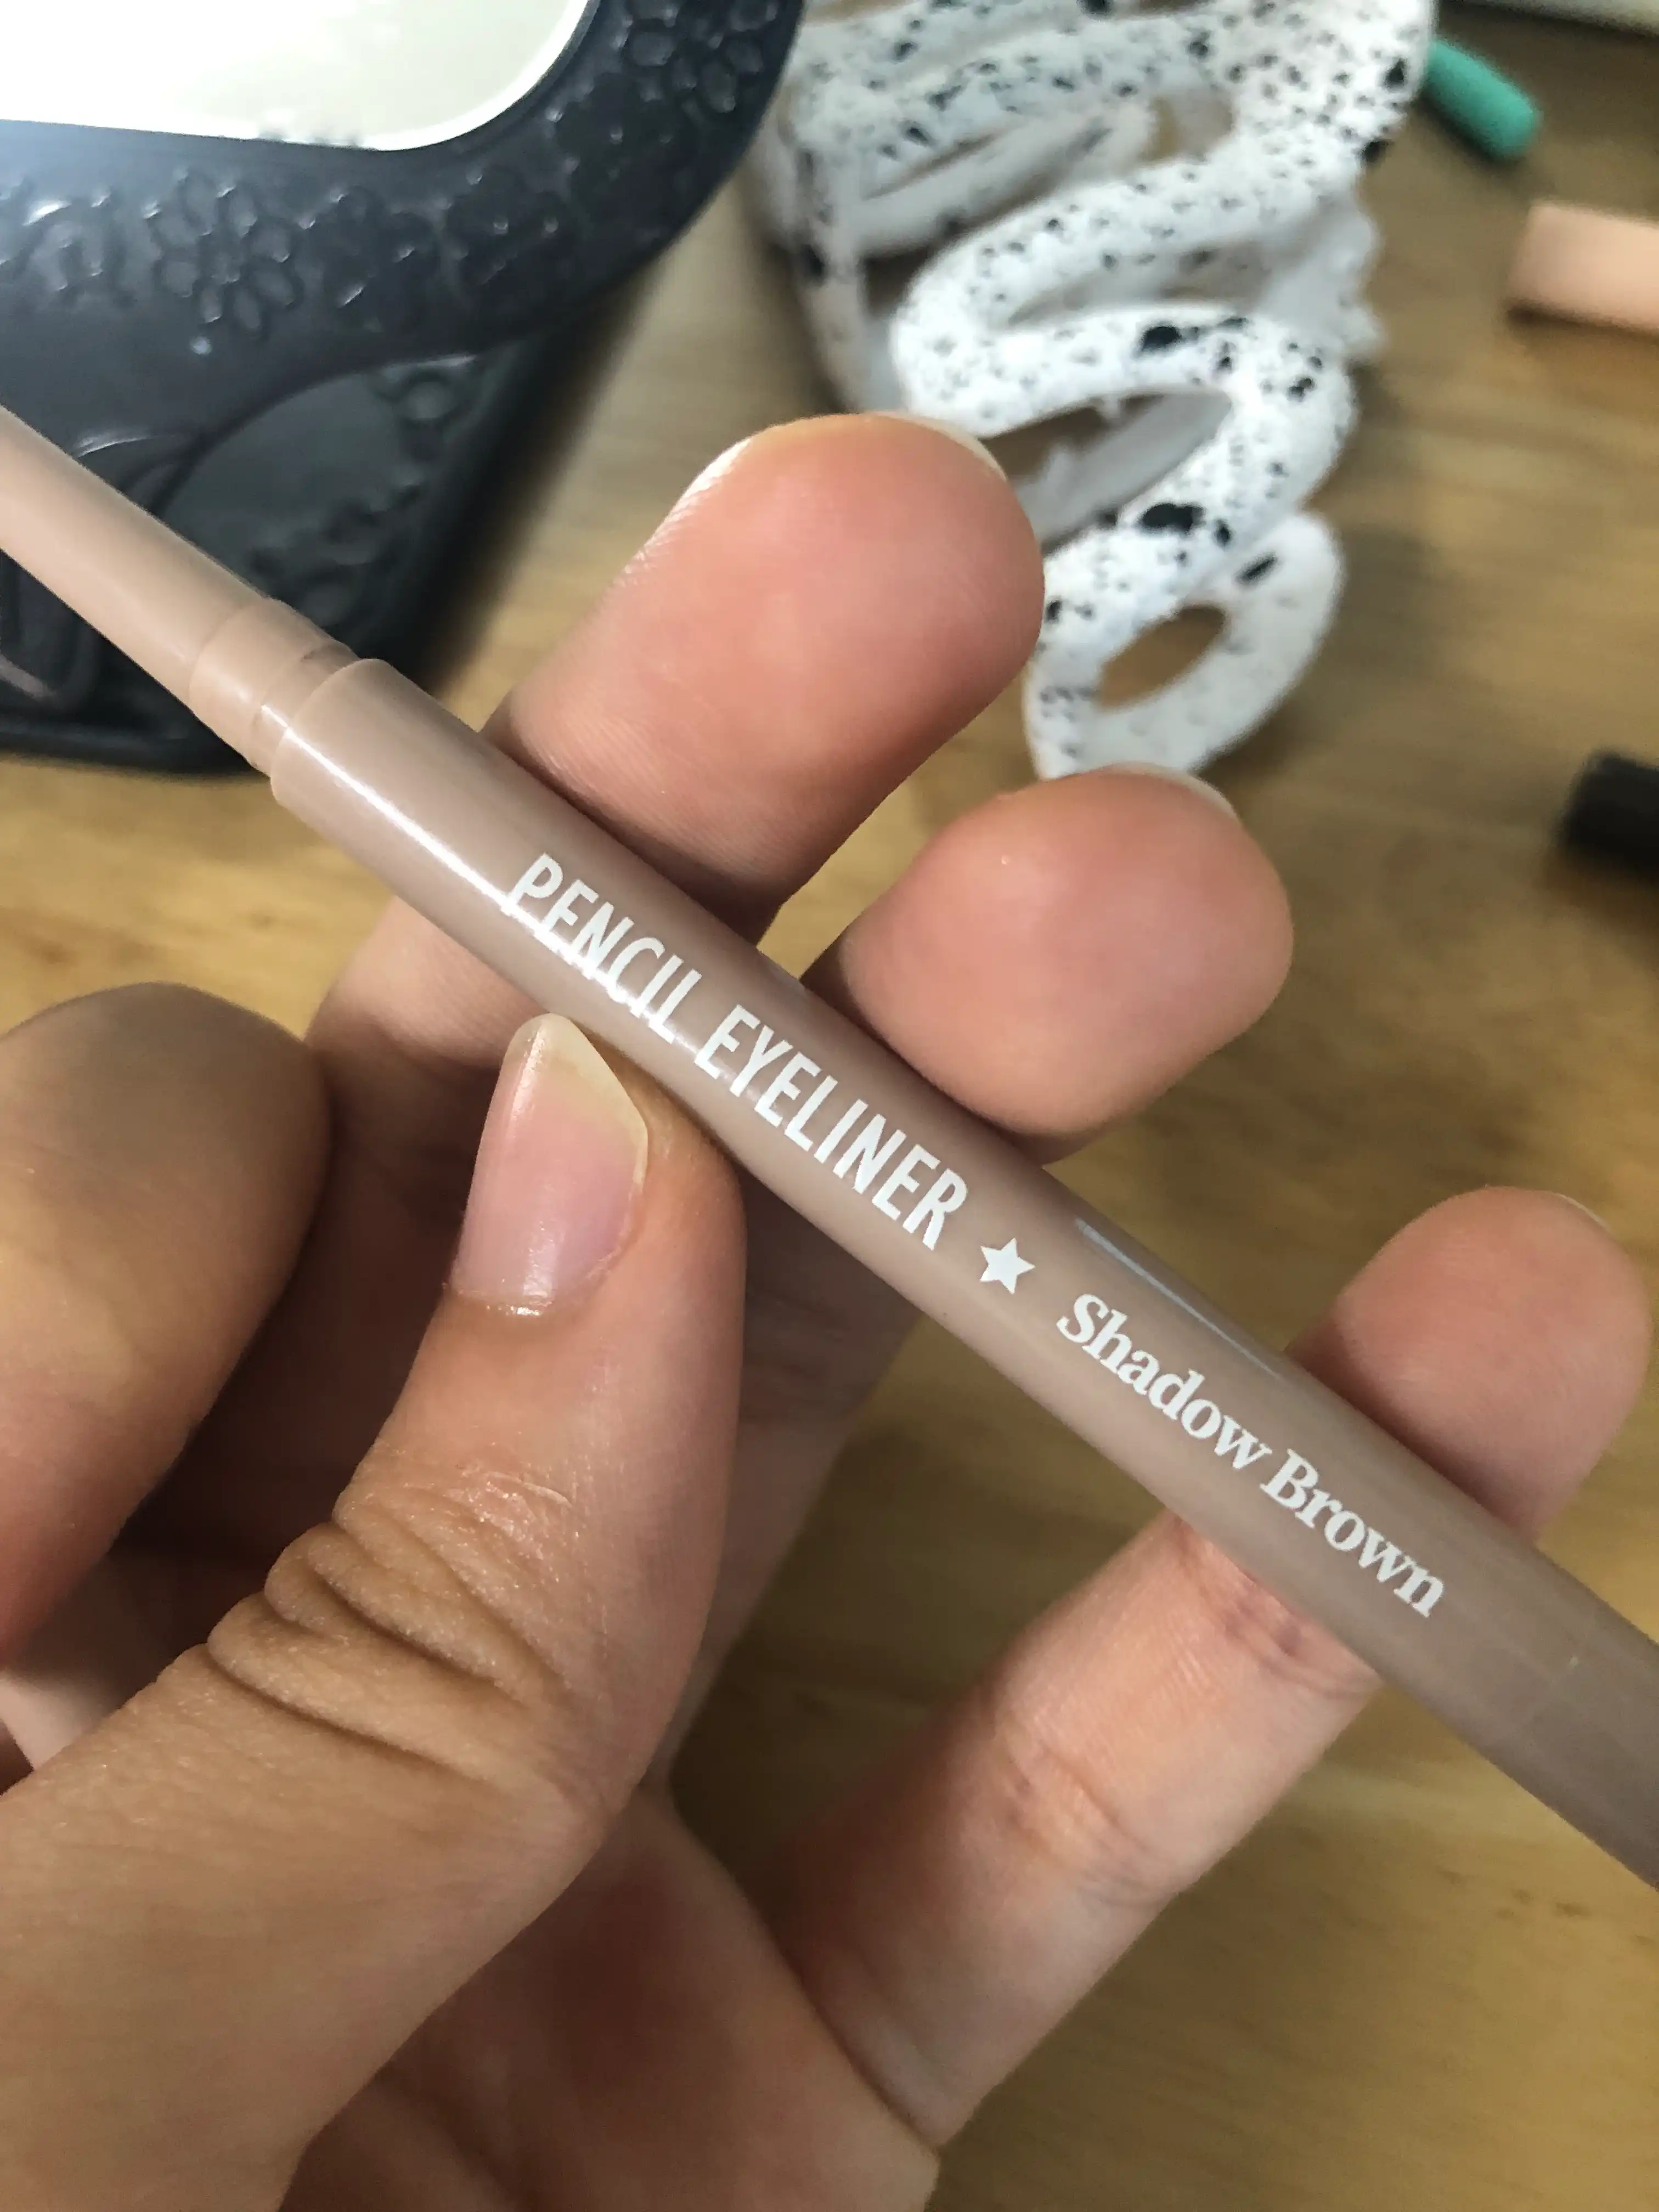 PENCIL EYELINER ★ Shadow Brown